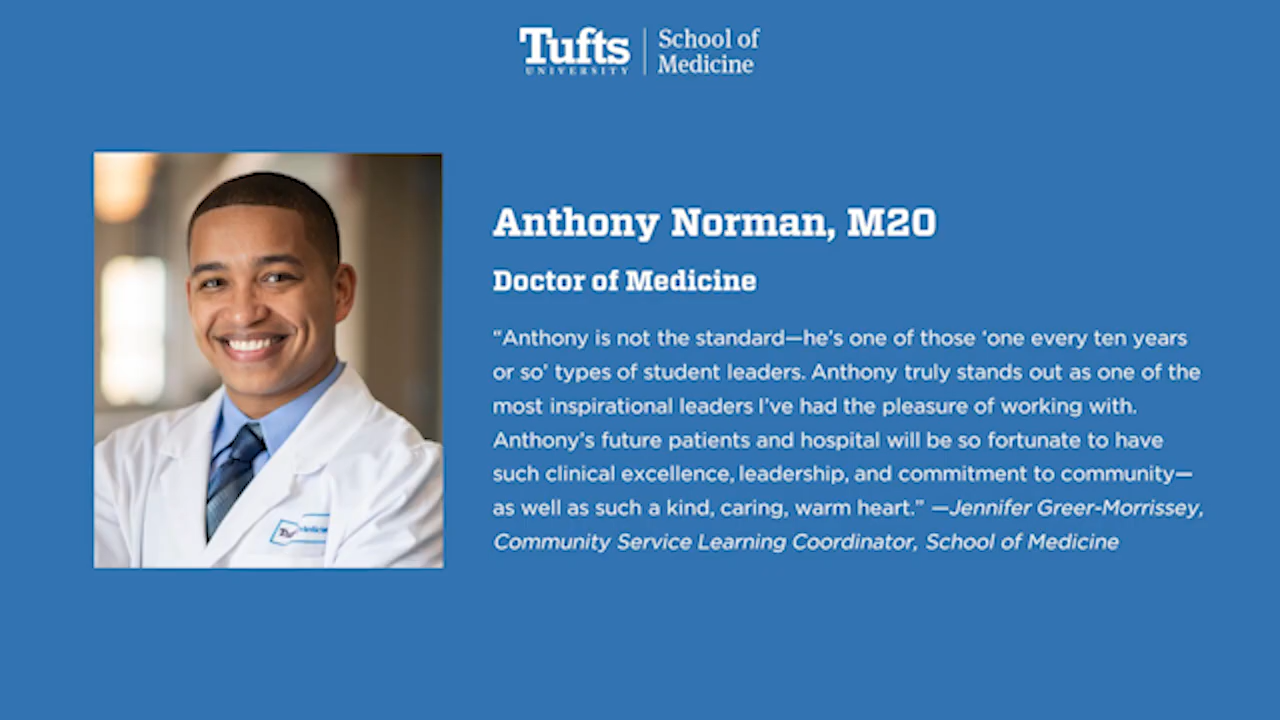 Tufts
UNIVERSITY
School of
Medicine
Anthony Norman, M20
Doctor of Medicine
“Anthony is not the standard—he’s one of those ‘one every ten years
or so’ types of student leaders. Anthony truly stands out as one of the
most inspirational leaders I’ve had the pleasure of working with.
Anthony’s future patients and hospital will be so fortunate to have
such clinical excellence, leadership, and commitment to community—
as well as such a kind, caring, warm heart.” —Jennifer Greer-Morrissey,
Community Service Learning Coordinator, School of Medicine